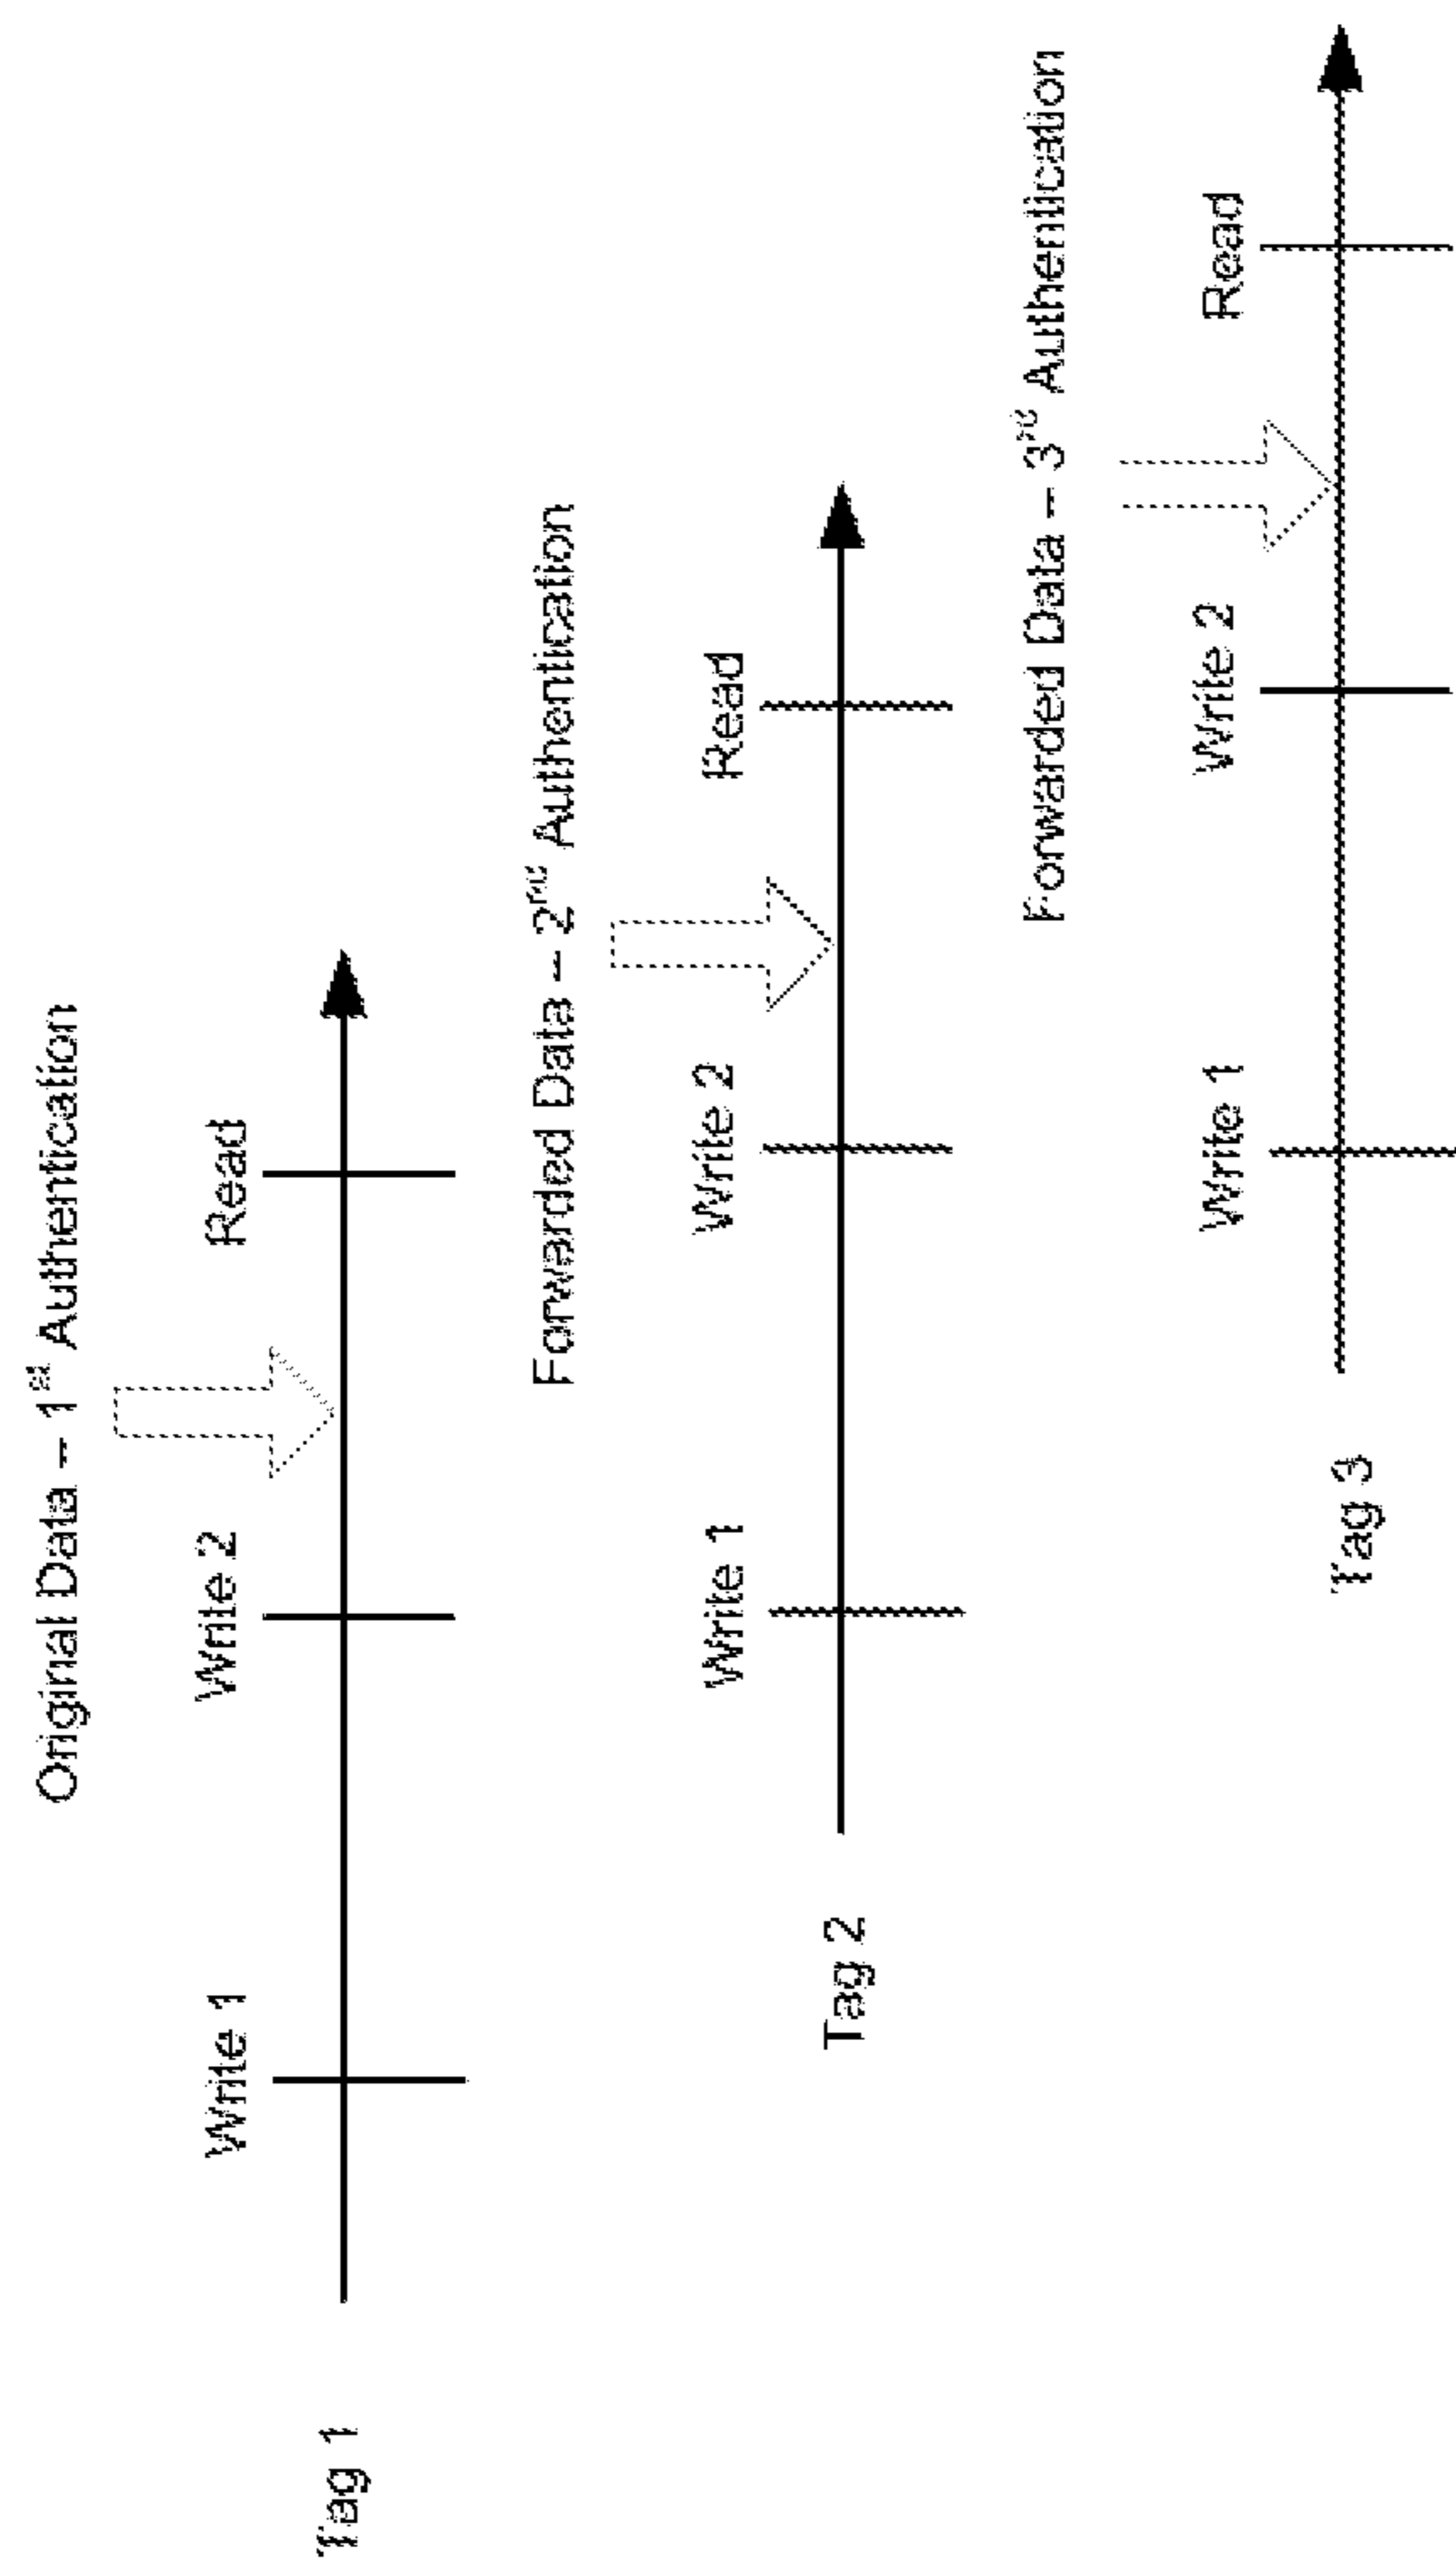 Original Data – 1st Authentication
Write 1
Write 2
Read
Tag 1
Forwarded Data – 2nd Authentication
Write 1
Write 2
Read
Tag 2
Forwarded Data – 3rd Authentication
Write 1
Write 2
Read
Tag 3